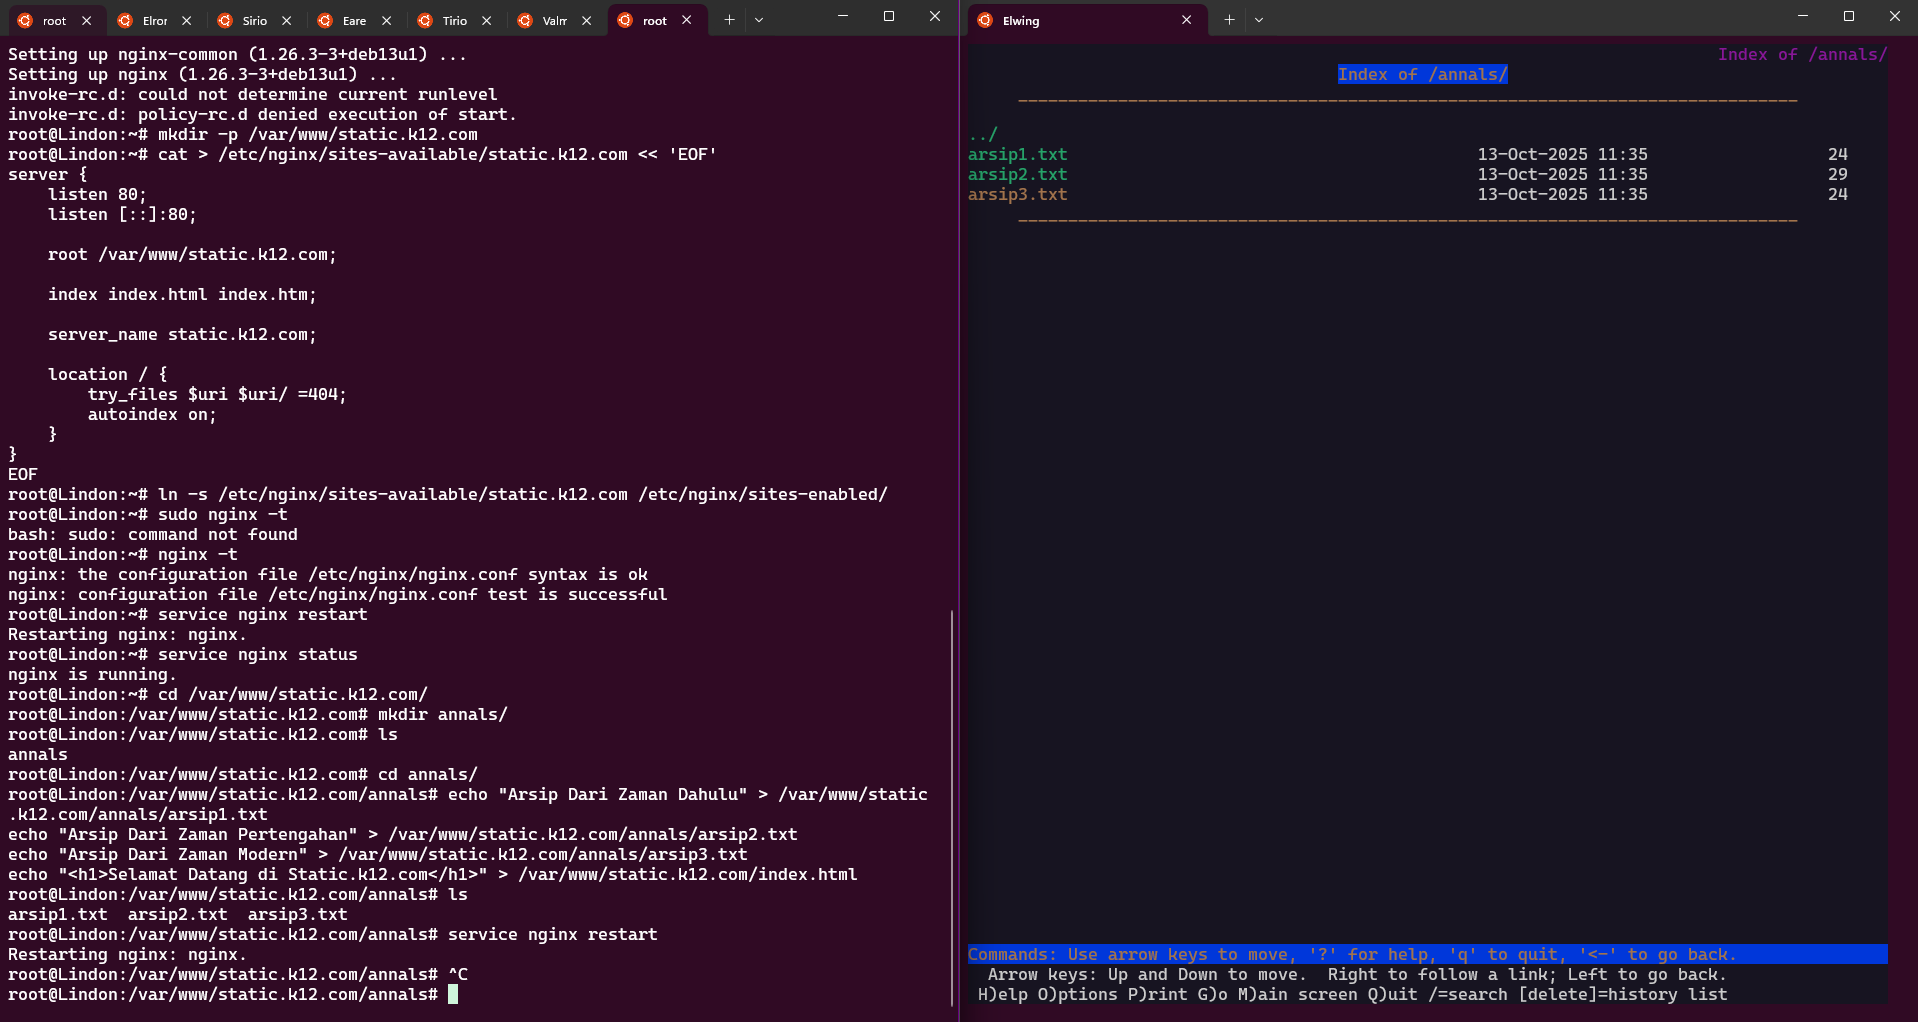 root Elror Sirio Eare Tirio Valm root
Setting up nginx-common (1.26.3-3+deb13u1) ...
Setting up nginx (1.26.3-3+deb13u1) ...
invoke-rc.d: could not determine current runlevel
invoke-rc.d: policy-rc.d denied execution of start.
root@Lindon:~# mkdir -p /var/www/static.k12.com
root@Lindon:~# cat > /etc/nginx/sites-available/static.k12.com << 'EOF'
server {
    listen 80;
    listen [::]:80;
    root /var/www/static.k12.com;
    index index.html index.htm;
    server_name static.k12.com;
    location / {
        try_files $uri $uri/ =404;
        autoindex on;
    }
}
EOF
root@Lindon:~# ln -s /etc/nginx/sites-available/static.k12.com /etc/nginx/sites-enabled/
root@Lindon:~# sudo nginx -t
bash: sudo: command not found
root@Lindon:~# nginx -t
nginx: the configuration file /etc/nginx/nginx.conf syntax is ok
nginx: configuration file /etc/nginx/nginx.conf test is successful
root@Lindon:~# service nginx restart
Restarting nginx: nginx.
root@Lindon:~# service nginx status
nginx is running.
root@Lindon:~# cd /var/www/static.k12.com/
root@Lindon:/var/www/static.k12.com# mkdir annals/
root@Lindon:/var/www/static.k12.com# ls
annals
root@Lindon:/var/www/static.k12.com# cd annals/
root@Lindon:/var/www/static.k12.com/annals# echo "Arsip Dari Zaman Dahulu" > /var/www/static
.k12.com/annals/arsip1.txt
echo "Arsip Dari Zaman Pertengahan" > /var/www/static.k12.com/annals/arsip2.txt
echo "Arsip Dari Zaman Modern" > /var/www/static.k12.com/annals/arsip3.txt
echo "<h1>Selamat Datang di Static.k12.com</h1>" > /var/www/static.k12.com/index.html
root@Lindon:/var/www/static.k12.com/annals# ls
arsip1.txt  arsip2.txt  arsip3.txt
root@Lindon:/var/www/static.k12.com/annals# service nginx restart
Restarting nginx: nginx.
root@Lindon:/var/www/static.k12.com/annals# ^C
root@Lindon:/var/www/static.k12.com/annals#
Elwing
Index of /annals/
Index of /annals/
../
arsip1.txt 13-Oct-2025 11:35 24
arsip2.txt 13-Oct-2025 11:35 29
arsip3.txt 13-Oct-2025 11:35 24
Commands: Use arrow keys to move, '?' for help, 'q' to quit, '<-' to go back.
Arrow keys: Up and Down to move.  Right to follow a link; Left to go back.
H)elp O)ptions P)rint G)o M)ain screen Q)uit /=search [delete]=history list